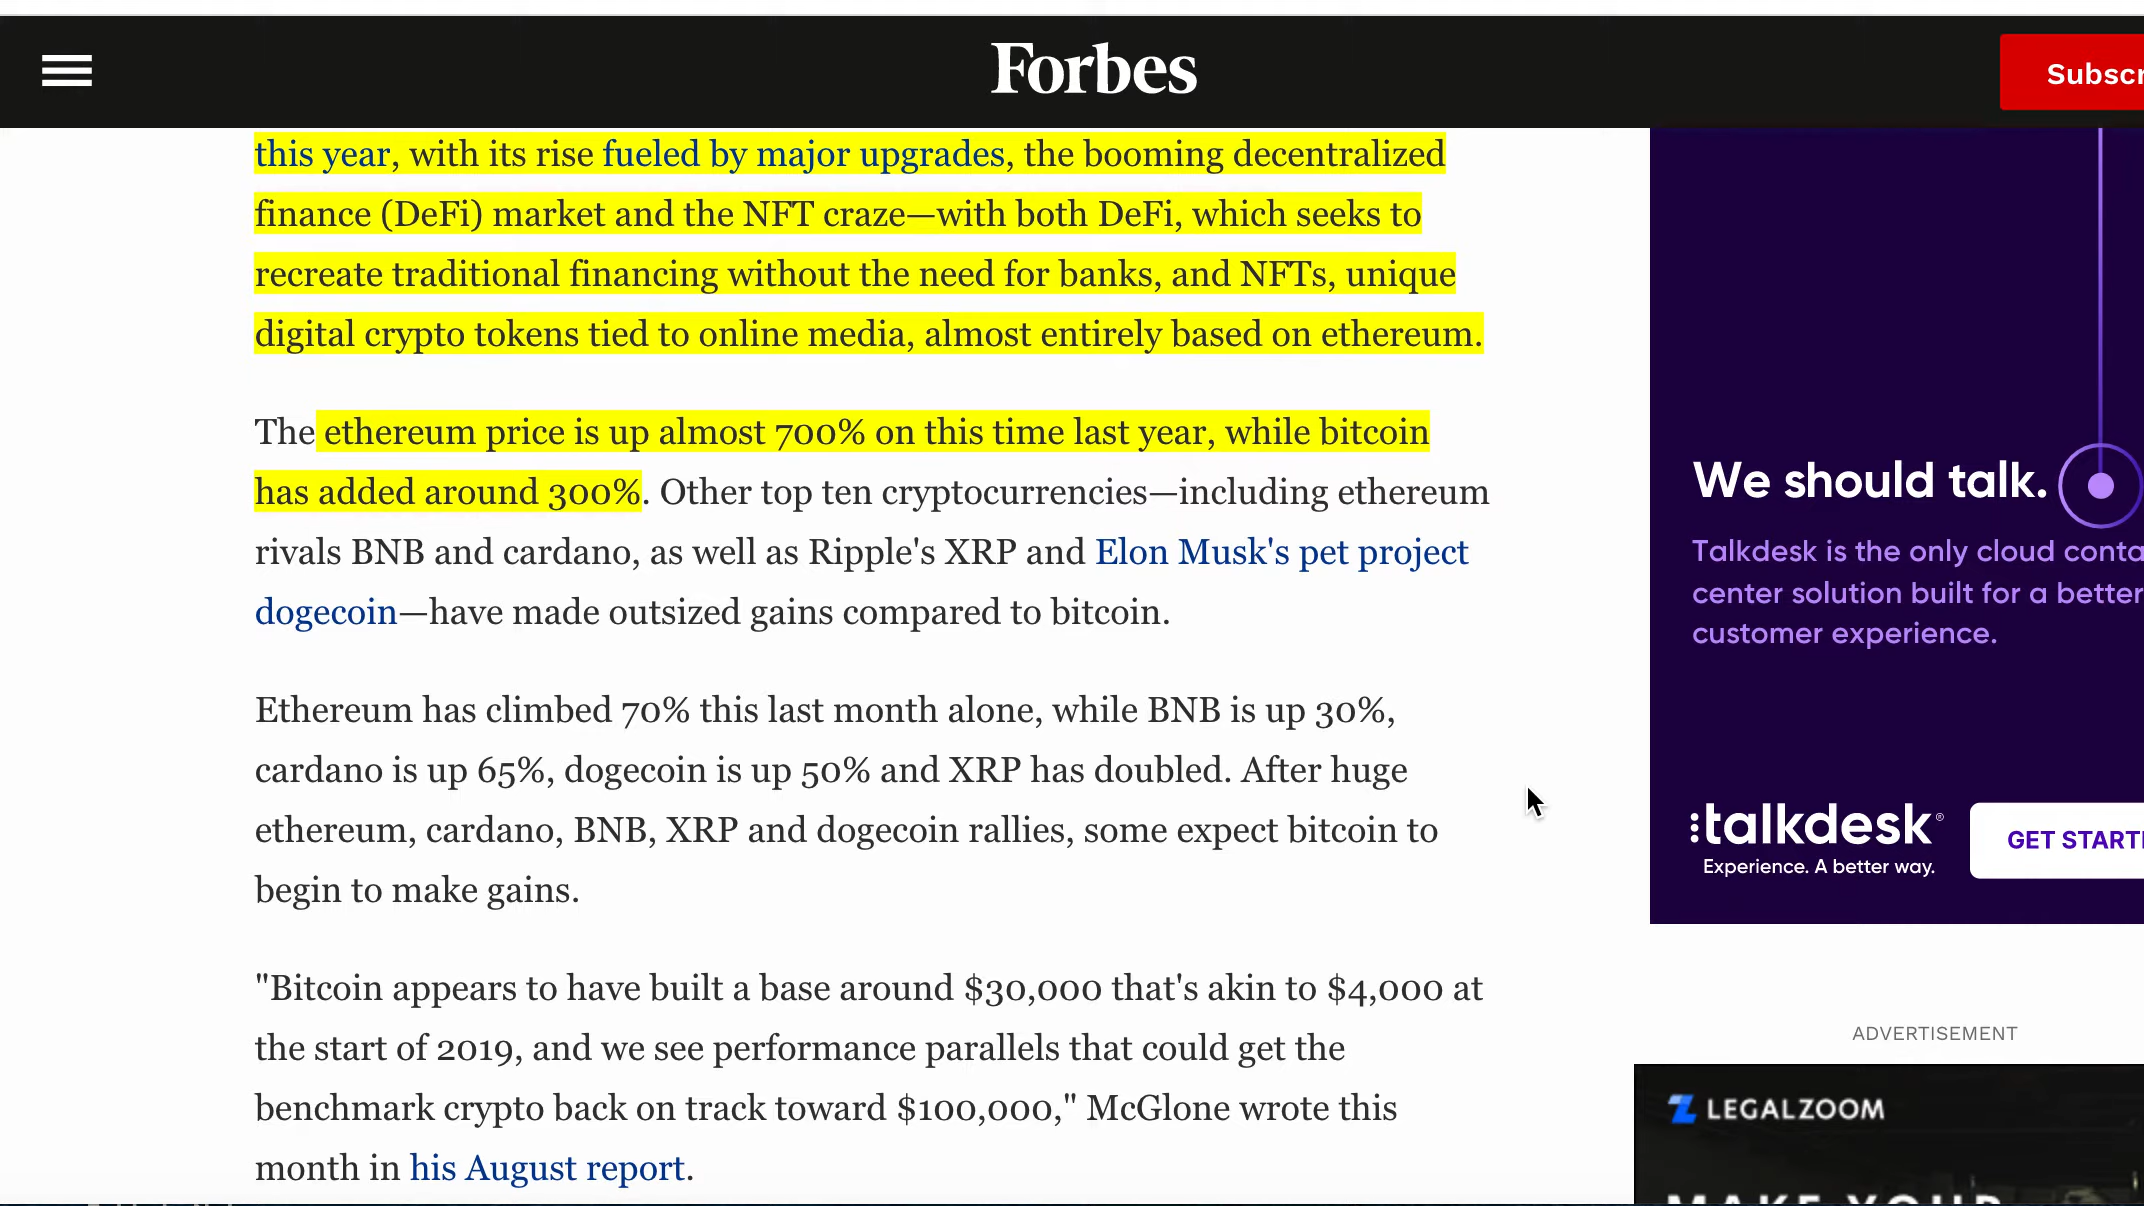 Forbes
Subscr
this year, with its rise fueled by major upgrades, the booming decentralized
finance (DeFi) market and the NFT craze—with both DeFi, which seeks to
recreate traditional financing without the need for banks, and NFTs, unique
digital crypto tokens tied to online media, almost entirely based on ethereum.
The ethereum price is up almost 700% on this time last year, while bitcoin
has added around 300%. Other top ten cryptocurrencies—including ethereum
rivals BNB and cardano, as well as Ripple's XRP and Elon Musk's pet project
dogecoin—have made outsized gains compared to bitcoin.
Ethereum has climbed 70% this last month alone, while BNB is up 30%,
cardano is up 65%, dogecoin is up 50% and XRP has doubled. After huge
ethereum, cardano, BNB, XRP and dogecoin rallies, some expect bitcoin to
begin to make gains.
"Bitcoin appears to have built a base around $30,000 that's akin to $4,000 at
the start of 2019, and we see performance parallels that could get the
benchmark crypto back on track toward $100,000," McGlone wrote this
month in his August report.
We should talk.
Talkdesk is the only cloud conta
center solution built for a better
customer experience.
:talkdesk®
Experience. A better way.
GET STARTE
ADVERTISEMENT
LEGALZOOM
MAKE YOUR